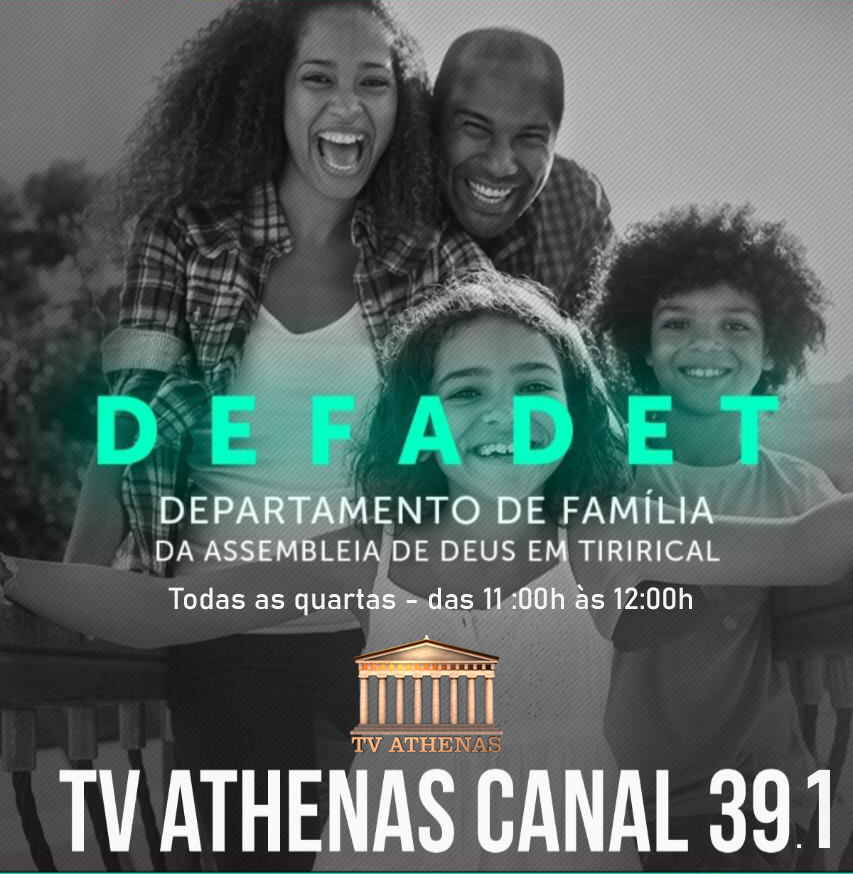 DEFADET
DEPARTAMENTO DE FAMÍLIA
DA ASSEMBLEIA DE DEUS EM TIRIRICAL
Todas as quartas - das 11 :00h às 12:00h
TV ATHENAS
TV ATHENAS CANAL 39.1